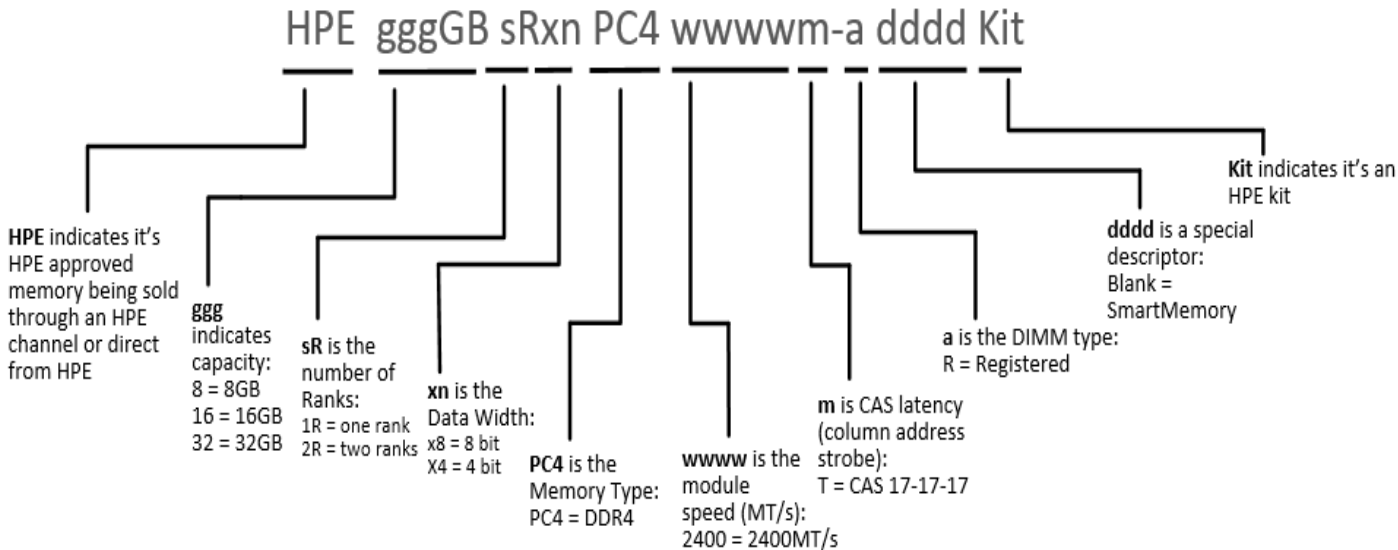 HPE gggGB sRxn PC4 wwwwm-a dddd Kit
HPE indicates it's
HPE approved
memory being sold
through an HPE
channel or direct
from HPE
ggg
indicates
capacity:
8 = 8GB
16 = 16GB
32 = 32GB
sR is the
number of
Ranks:
1R = one rank
2R = two ranks
xn is the
Data Width:
x8 = 8 bit
X4 = 4 bit
PC4 is the
Memory Type:
PC4 = DDR4
wwww is the
module
speed (MT/s):
2400 = 2400MT/s
m is CAS latency
(column address
strobe):
T = CAS 17-17-17
a is the DIMM type:
R = Registered
dddd is a special
descriptor:
Blank =
SmartMemory
Kit indicates it's an
HPE kit